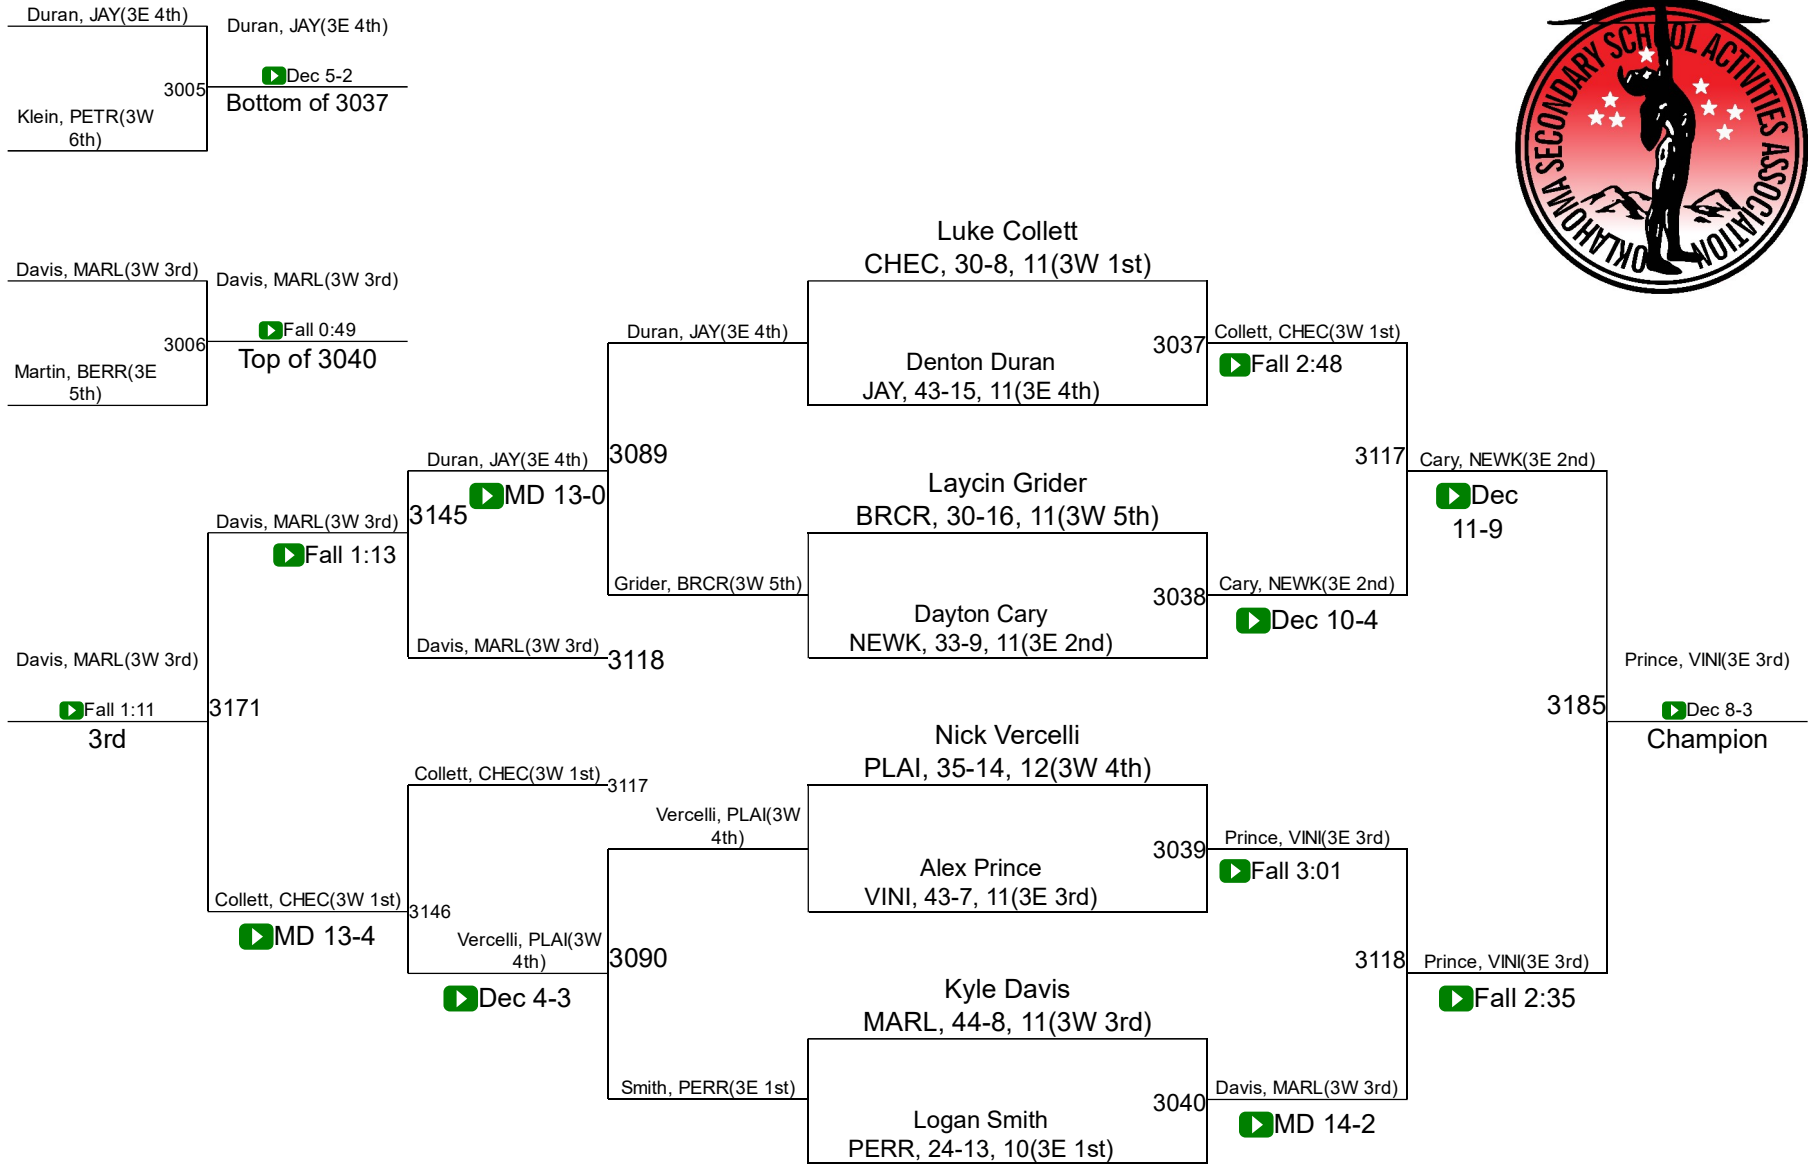 Duran, JAY(3E 4th)
Duran, JAY(3E 4th)
3005
Dec 5-2
Bottom of 3037
Klein, PETR(3W
6th)
OKLAHOMA SECONDARY SCHOOL ACTIVITIES ASSOCIATION
Davis, MARL(3W 3rd)
Davis, MARL(3W 3rd)
3006
Fall 0:49
Top of 3040
Martin, BERR(3E
5th)
Luke Collett
CHEC, 30-8, 11(3W 1st)
Duran, JAY(3E 4th)
3037
Collett, CHEC(3W 1st)
Fall 2:48
Denton Duran
JAY, 43-15, 11(3E 4th)
Duran, JAY(3E 4th)
3089
MD 13-0
3117
Cary, NEWK(3E 2nd)
Dec
11-9
Laycin Grider
BRCR, 30-16, 11(3W 5th)
Davis, MARL(3W 3rd)
3145
Fall 1:13
Grider, BRCR(3W 5th)
3038
Cary, NEWK(3E 2nd)
Dec 10-4
Dayton Cary
NEWK, 33-9, 11(3E 2nd)
Davis, MARL(3W 3rd)
3118
Davis, MARL(3W 3rd)
Fall 1:11
3rd
3171
3185
Prince, VINI(3E 3rd)
Dec 8-3
Champion
Nick Vercelli
PLAI, 35-14, 12(3W 4th)
Collett, CHEC(3W 1st)
3117
Vercelli, PLAI(3W
4th)
3039
Prince, VINI(3E 3rd)
Fall 3:01
Alex Prince
VINI, 43-7, 11(3E 3rd)
Collett, CHEC(3W 1st)
3146
MD 13-4
Vercelli, PLAI(3W
4th)
3090
Dec 4-3
3118
Prince, VINI(3E 3rd)
Fall 2:35
Kyle Davis
MARL, 44-8, 11(3W 3rd)
Smith, PERR(3E 1st)
3040
Davis, MARL(3W 3rd)
MD 14-2
Logan Smith
PERR, 24-13, 10(3E 1st)